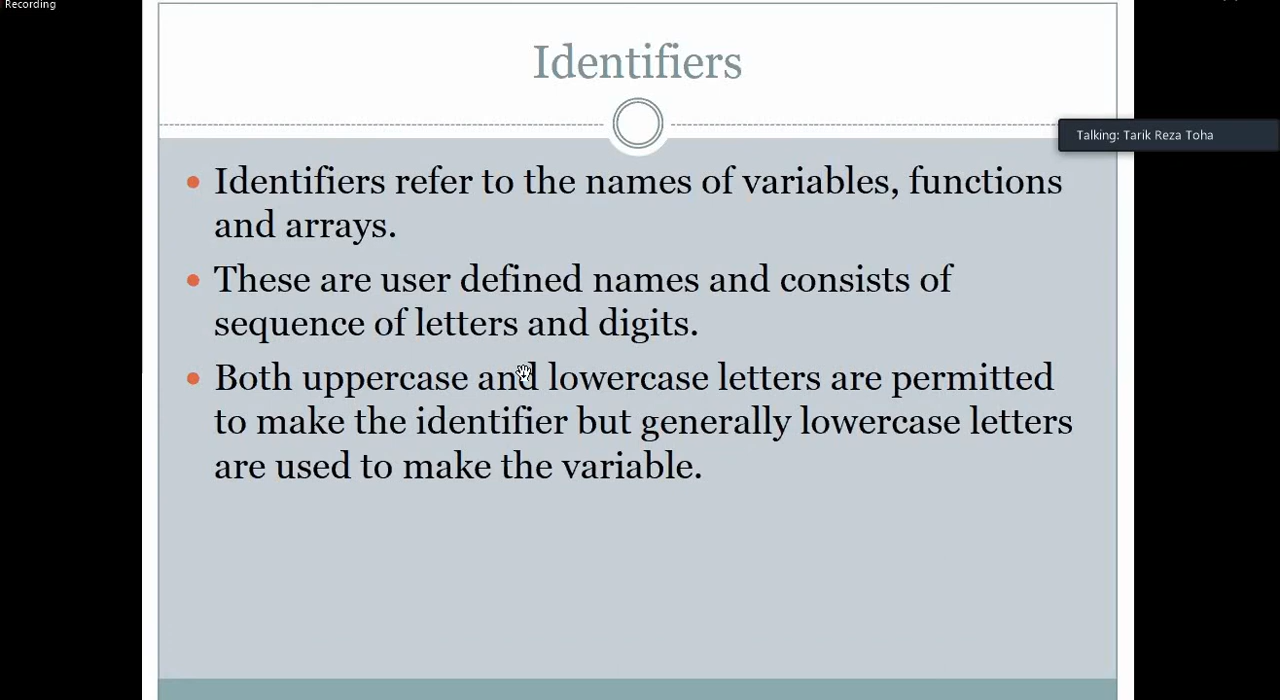 Recording
Identifiers
Talking: Tarik Reza Toha
• Identifiers refer to the names of variables, functions
and arrays.
• These are user defined names and consists of
sequence of letters and digits.
• Both uppercase and lowercase letters are permitted
to make the identifier but generally lowercase letters
are used to make the variable.